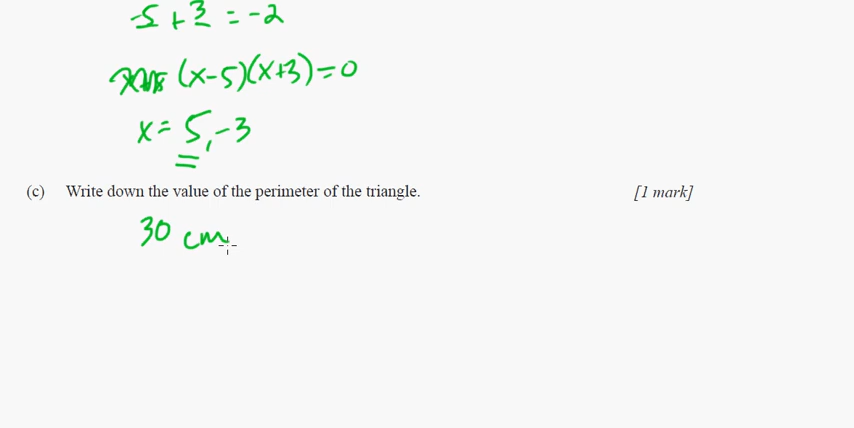 -5 + 3 = -2
(x-5)(x+3)=0
x = 5, -3
(c) Write down the value of the perimeter of the triangle. [1 mark]
30 cm